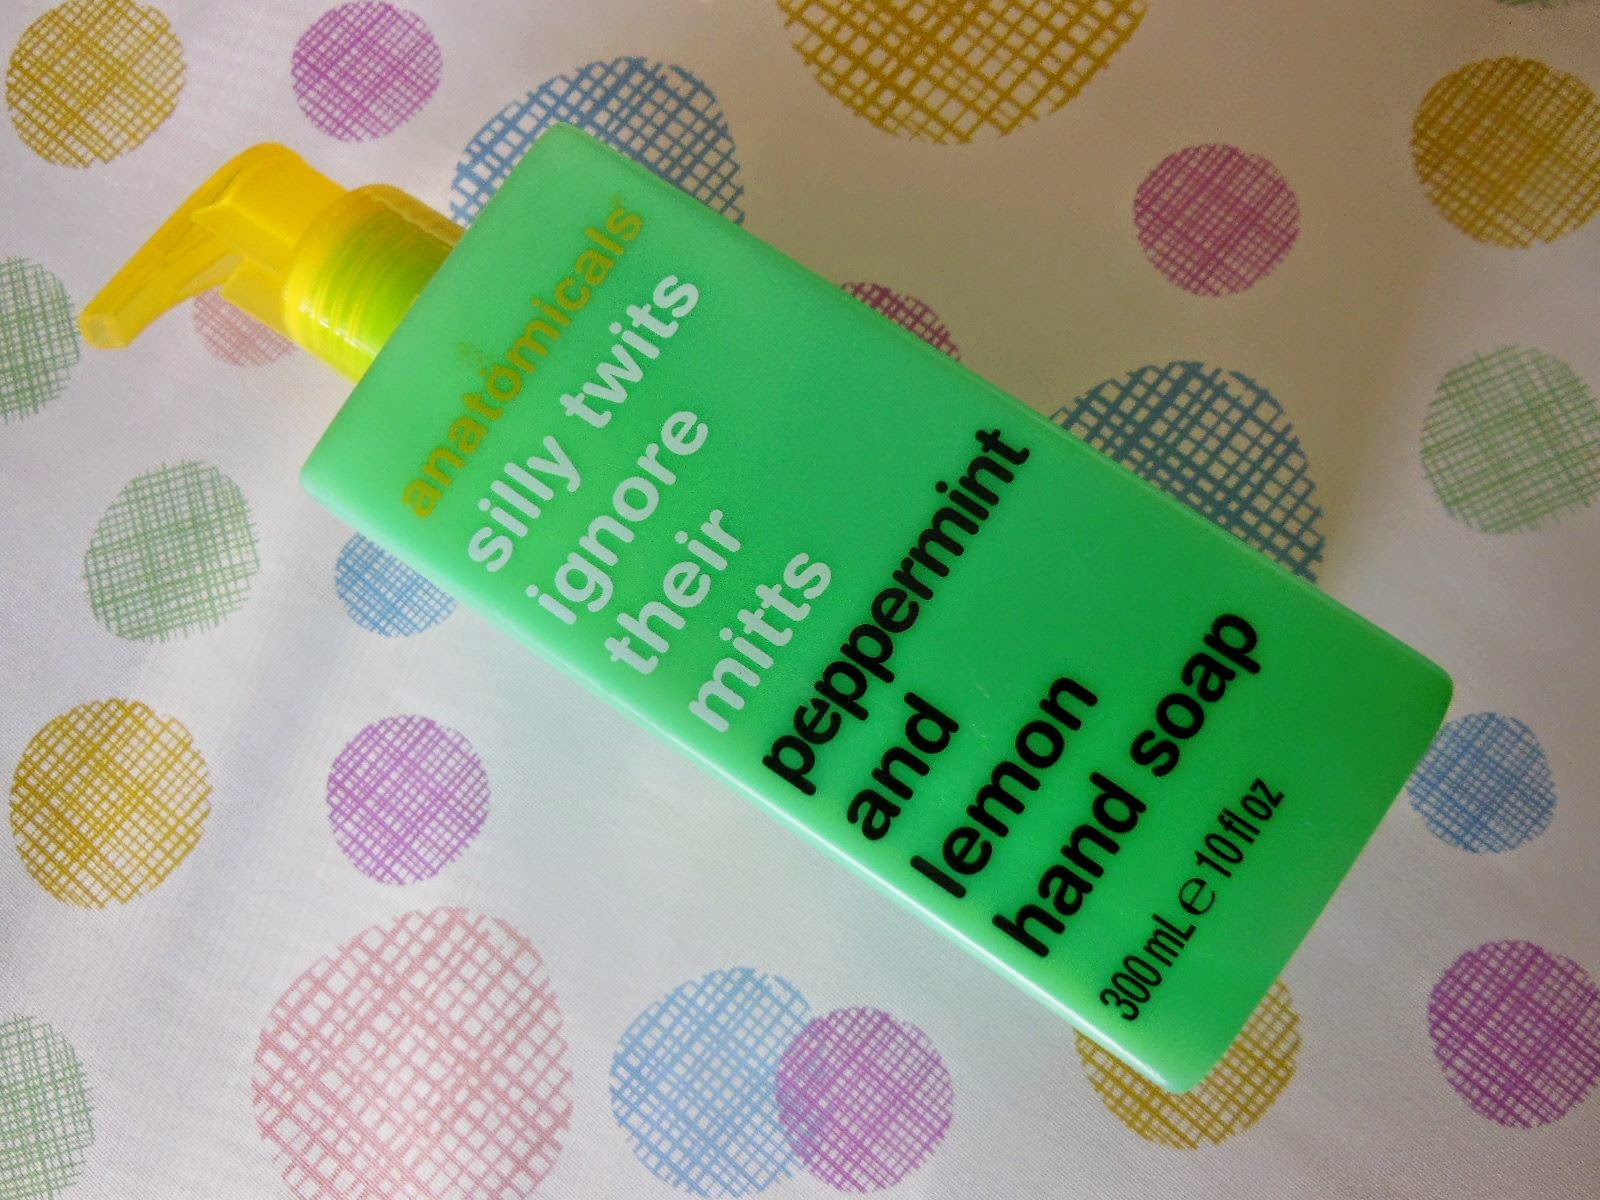 anatomicals
silly twits
ignore
their
mitts
peppermint
and
lemon
hand soap
300 mL ℮ 10 fl oz